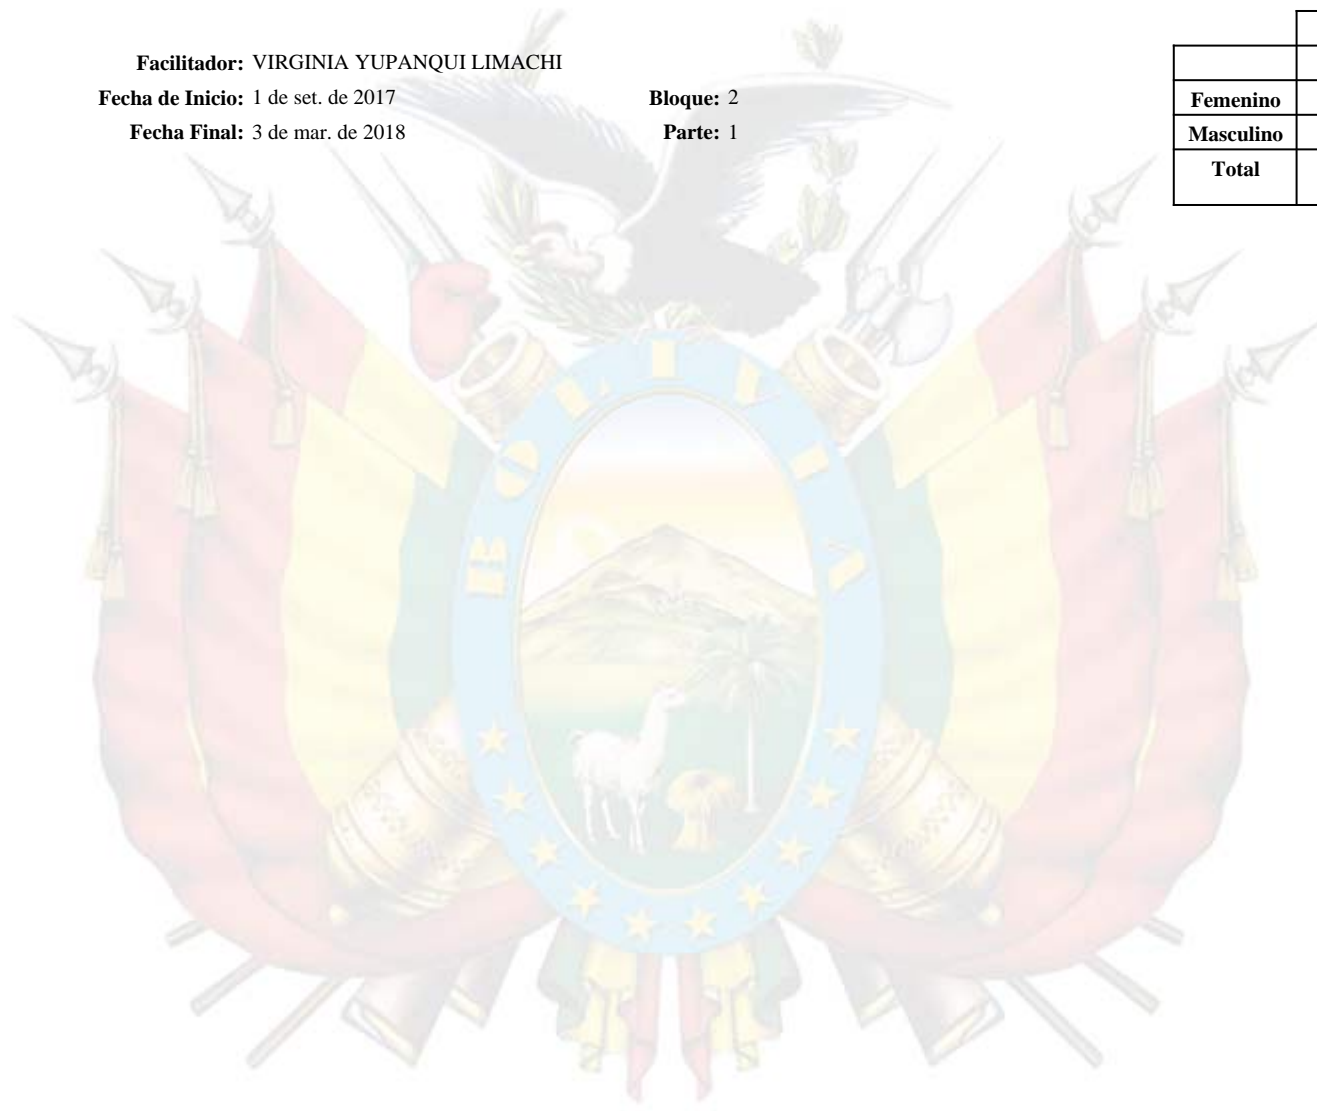 Facilitador: VIRGINIA YUPANQUI LIMACHI
Fecha de Inicio: 1 de set. de 2017 Bloque: 2
Fecha Final: 3 de mar. de 2018 Parte: 1
Femenino
Masculino
Total
BOLIVIA